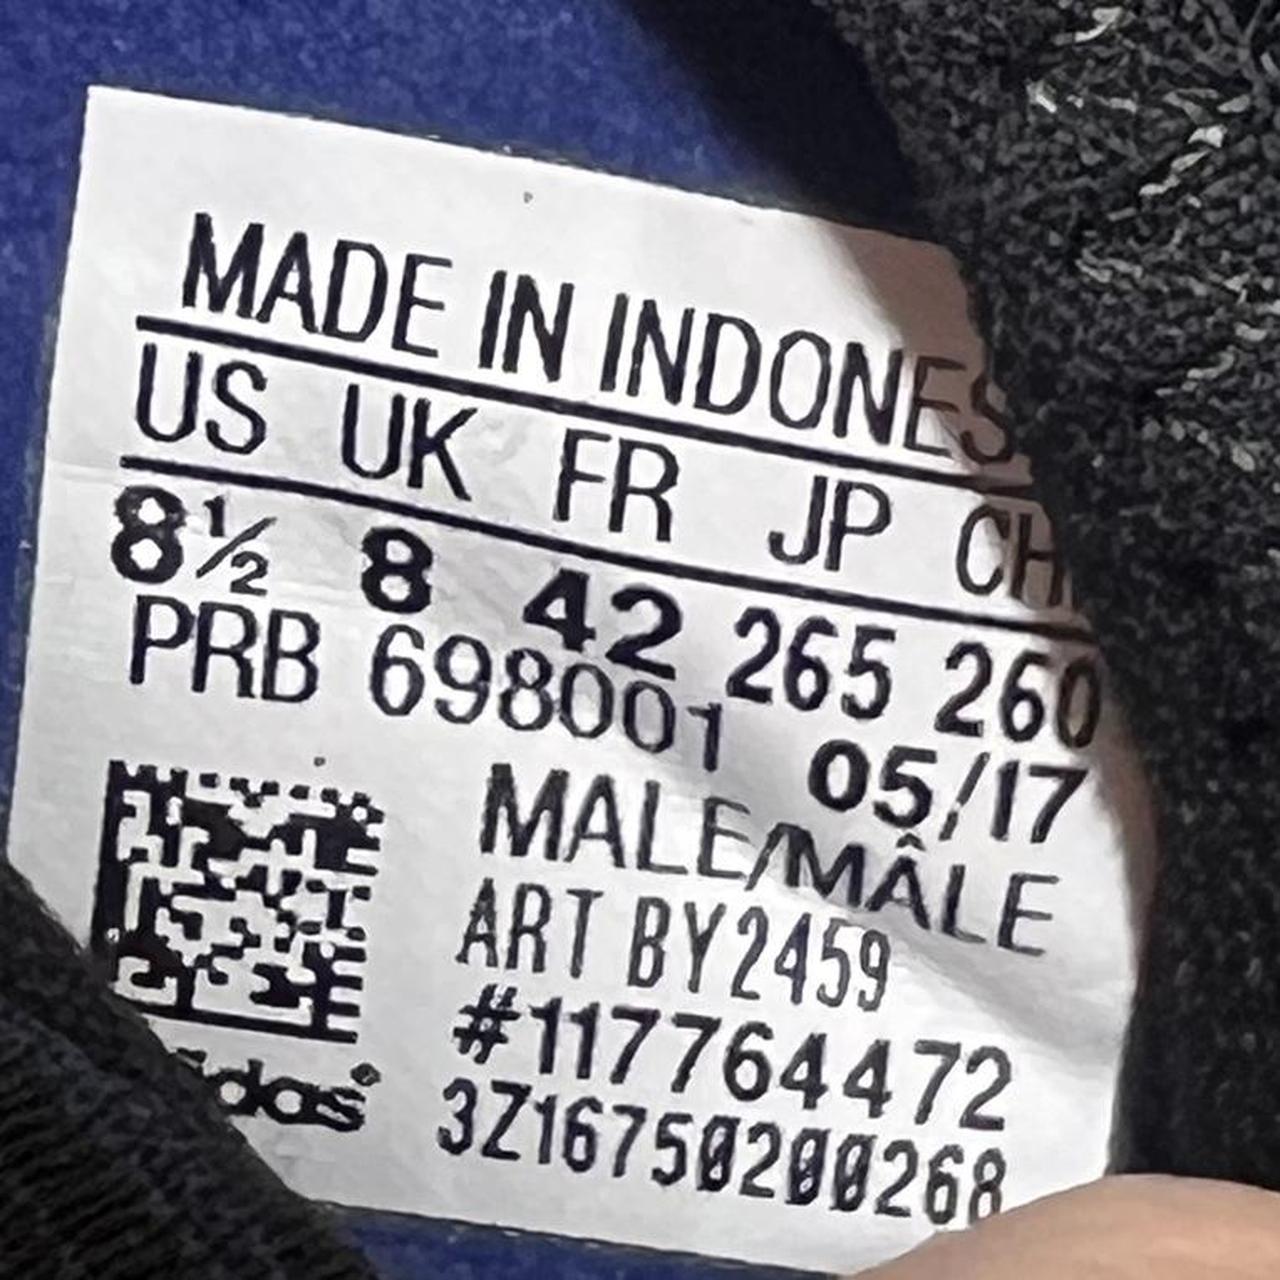 MADE IN INDONES
US UK FR JP CH
8½ 8 42 265 260
PRB 698001 05/17
MALE/MÂLE
ART BY2459
#117764472
adidas®
3Z16750200268